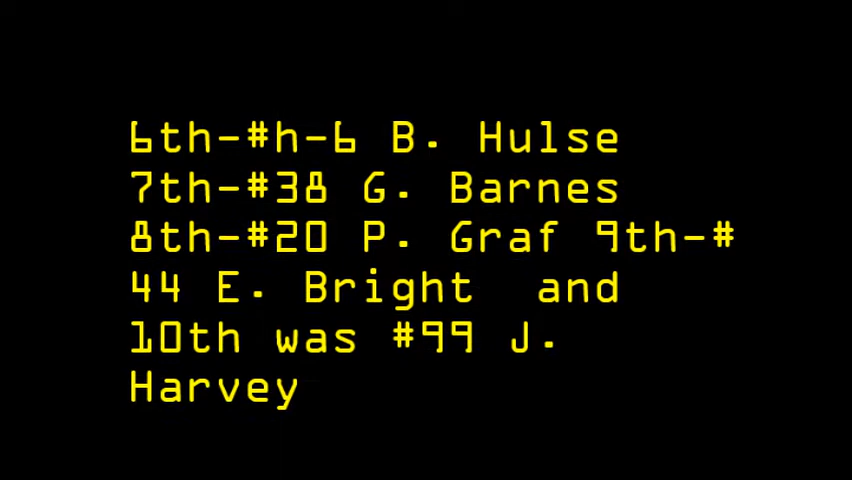 6th-#h-6 B. Hulse
7th-#38 G. Barnes
8th-#20 P. Graf 9th-#
44 E. Bright  and
10th was #99 J.
Harvey